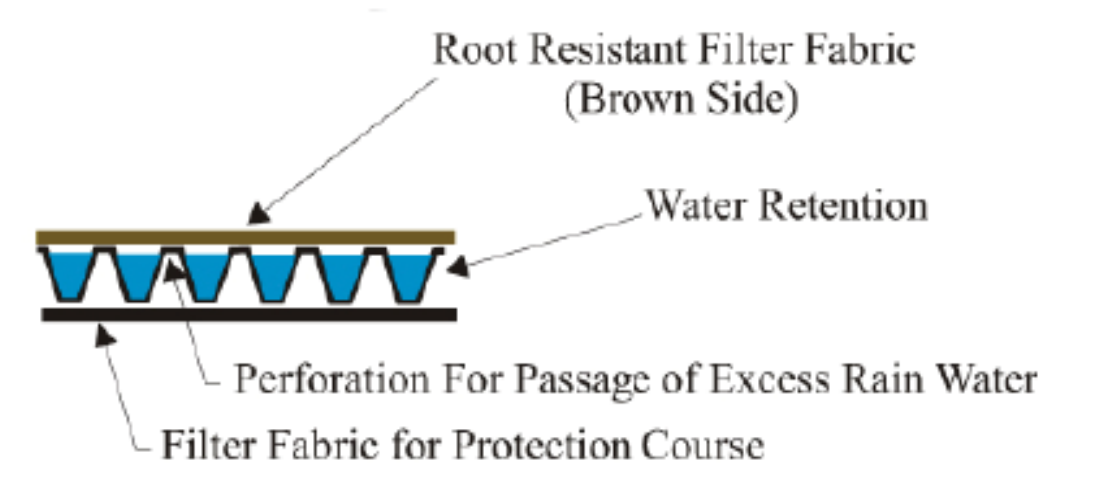 Root Resistant Filter Fabric
(Brown Side)
Water Retention
Perforation For Passage of Excess Rain Water
Filter Fabric for Protection Course